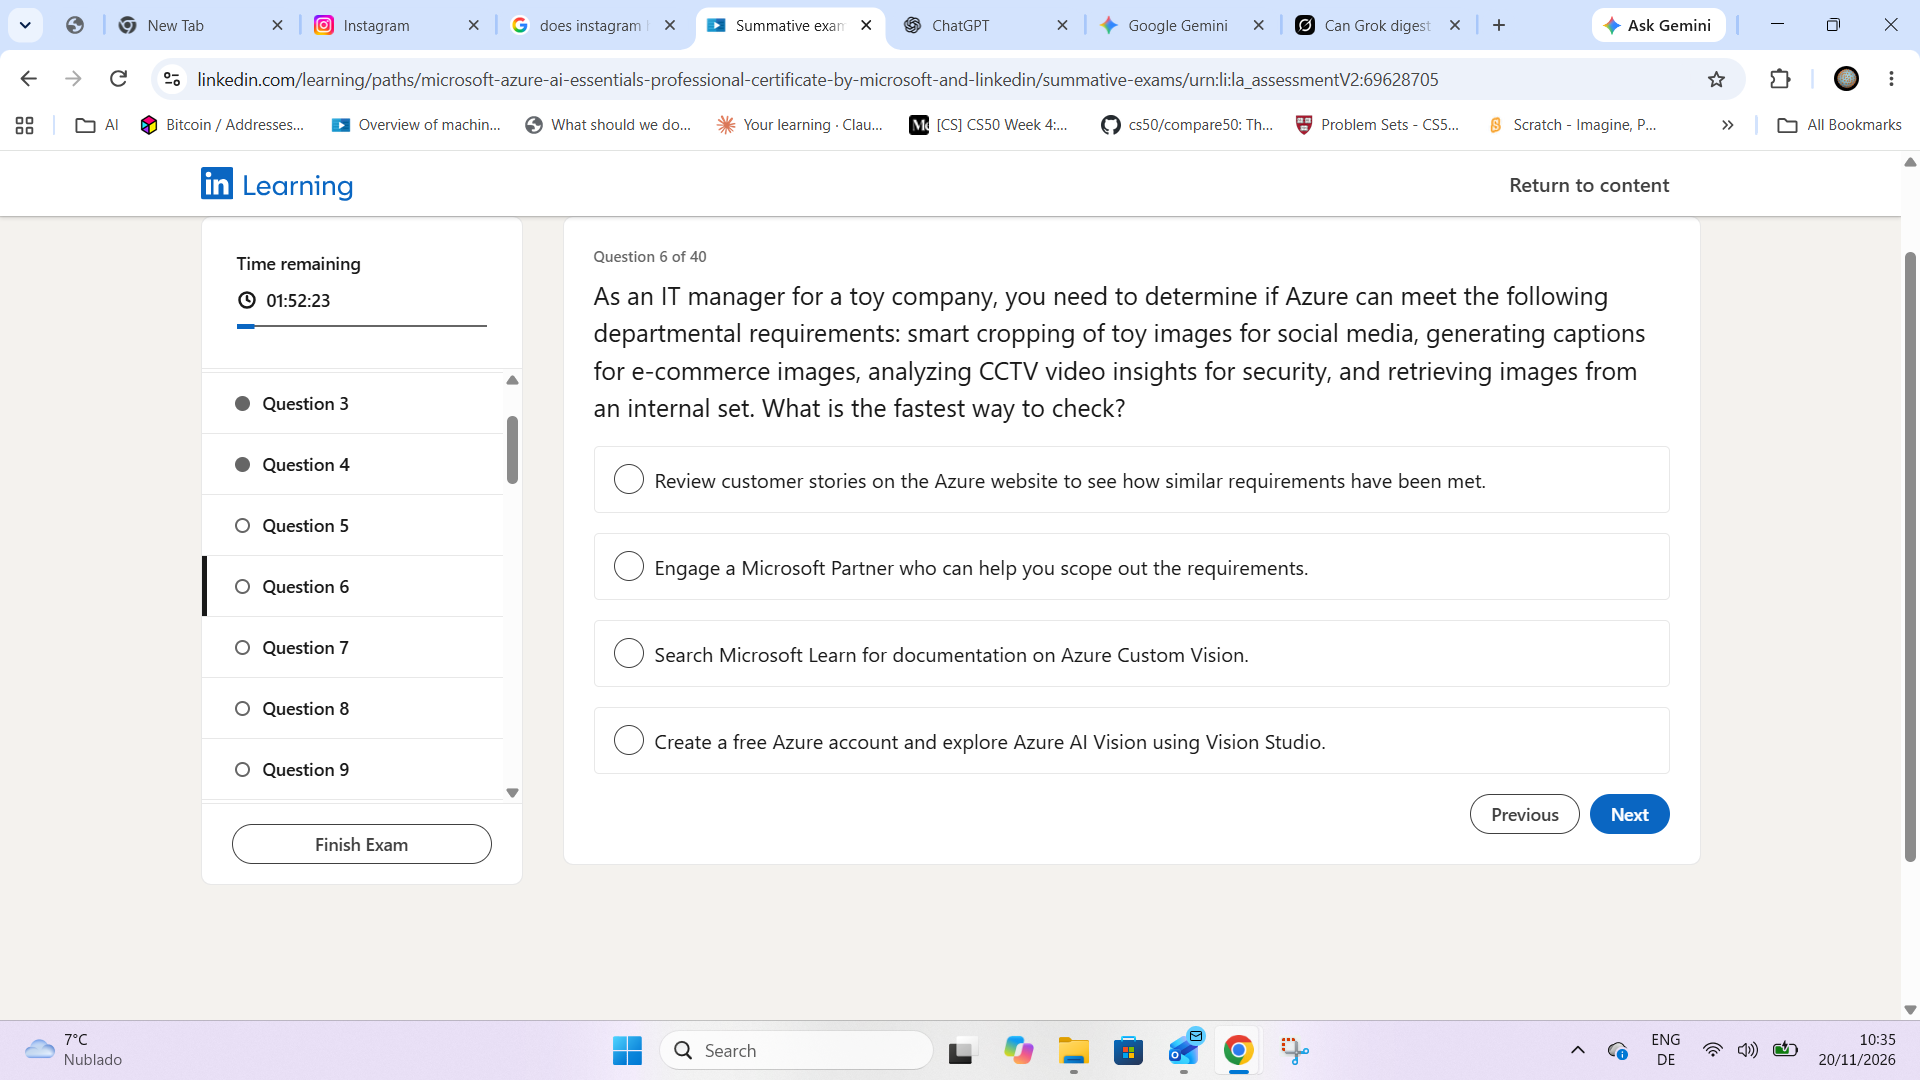 New Tab
Instagram
does instagram
Summative exam
ChatGPT
Google Gemini
Can Grok digest
Ask Gemini
linkedin.com/learning/paths/microsoft-azure-ai-essentials-professional-certificate-by-microsoft-and-linkedin/summative-exams/urn:li:la_assessmentV2:69628705
AI
Bitcoin / Addresses...
Overview of machin...
What should we do...
Your learning · Clau...
[CS] CS50 Week 4:...
cs50/compare50: Th...
Problem Sets - CS5...
Scratch - Imagine, P...
All Bookmarks
in Learning
Return to content
Time remaining
01:52:23
Question 3
Question 4
Question 5
Question 6
Question 7
Question 8
Question 9
Finish Exam
Question 6 of 40
As an IT manager for a toy company, you need to determine if Azure can meet the following
departmental requirements: smart cropping of toy images for social media, generating captions
for e-commerce images, analyzing CCTV video insights for security, and retrieving images from
an internal set. What is the fastest way to check?
Review customer stories on the Azure website to see how similar requirements have been met.
Engage a Microsoft Partner who can help you scope out the requirements.
Search Microsoft Learn for documentation on Azure Custom Vision.
Create a free Azure account and explore Azure AI Vision using Vision Studio.
Previous
Next
7°C
Nublado
Search
ENG
DE
10:35
20/11/2026